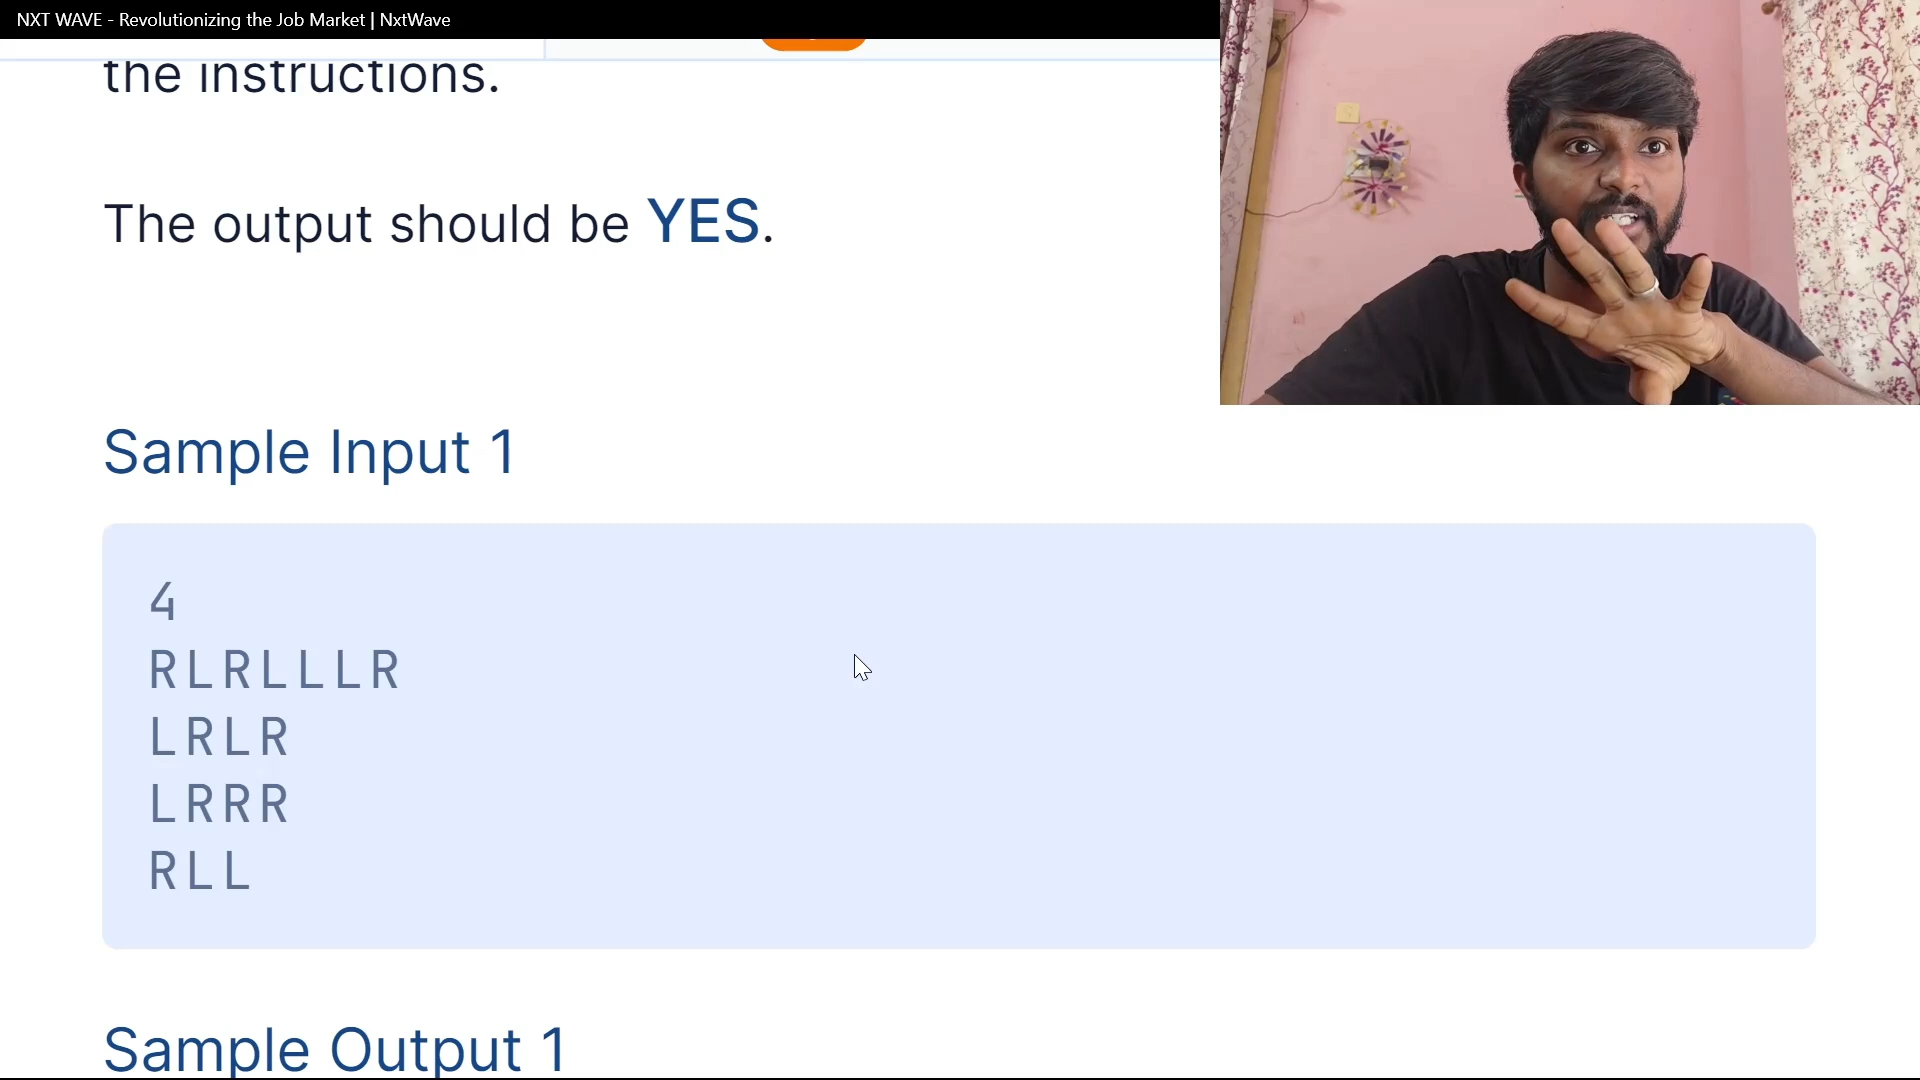 NXT WAVE - Revolutionizing the Job Market | NxtWave
the instructions.
The output should be YES.
Sample Input 1
4
RLRLLLR
LRLR
LRRR
RLL
Sample Output 1